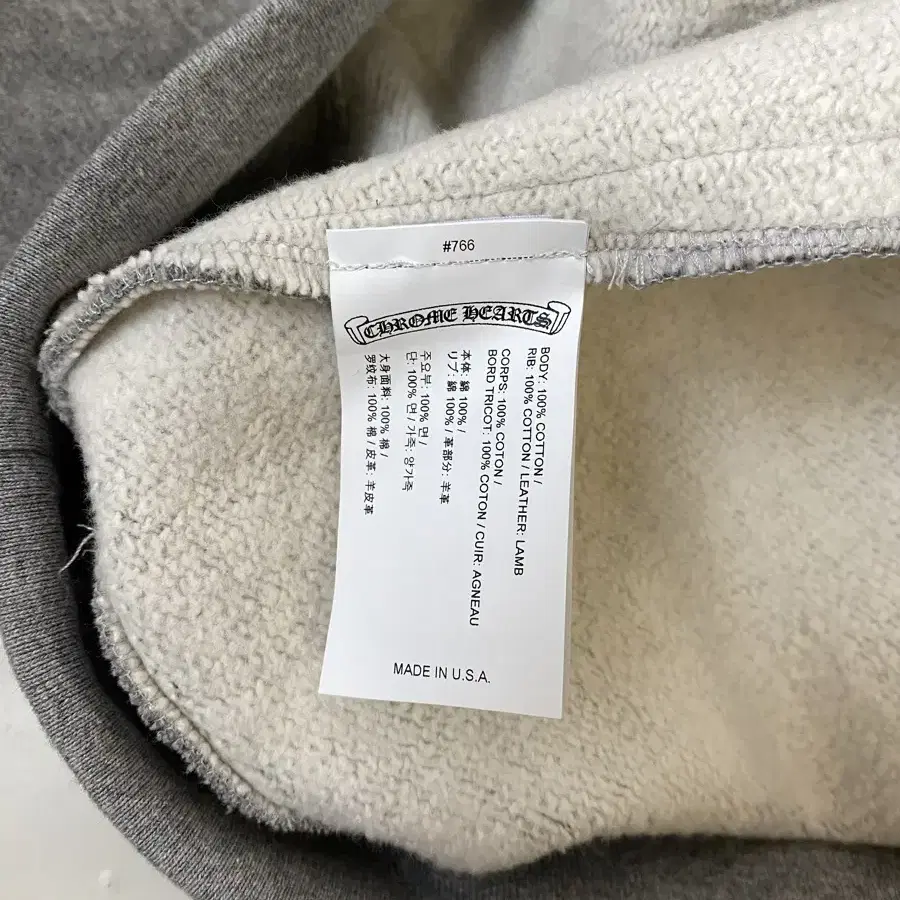 #766
CHROME HEARTS
BODY: 100% COTTON /
RIB: 100% COTTON / LEATHER: LAMB
CORPS: 100% COTON /
BORD TRICOT: 100% COTON / CUIR: AGNEAU
本体: 綿 100% /
リブ: 綿 100% / 革部分: 羊革
주요부: 100% 면 /
단: 100% 면 / 가죽: 양가죽
大身面料: 100% 棉 /
罗纹布: 100% 棉 / 皮革: 羊皮革
MADE IN U.S.A.